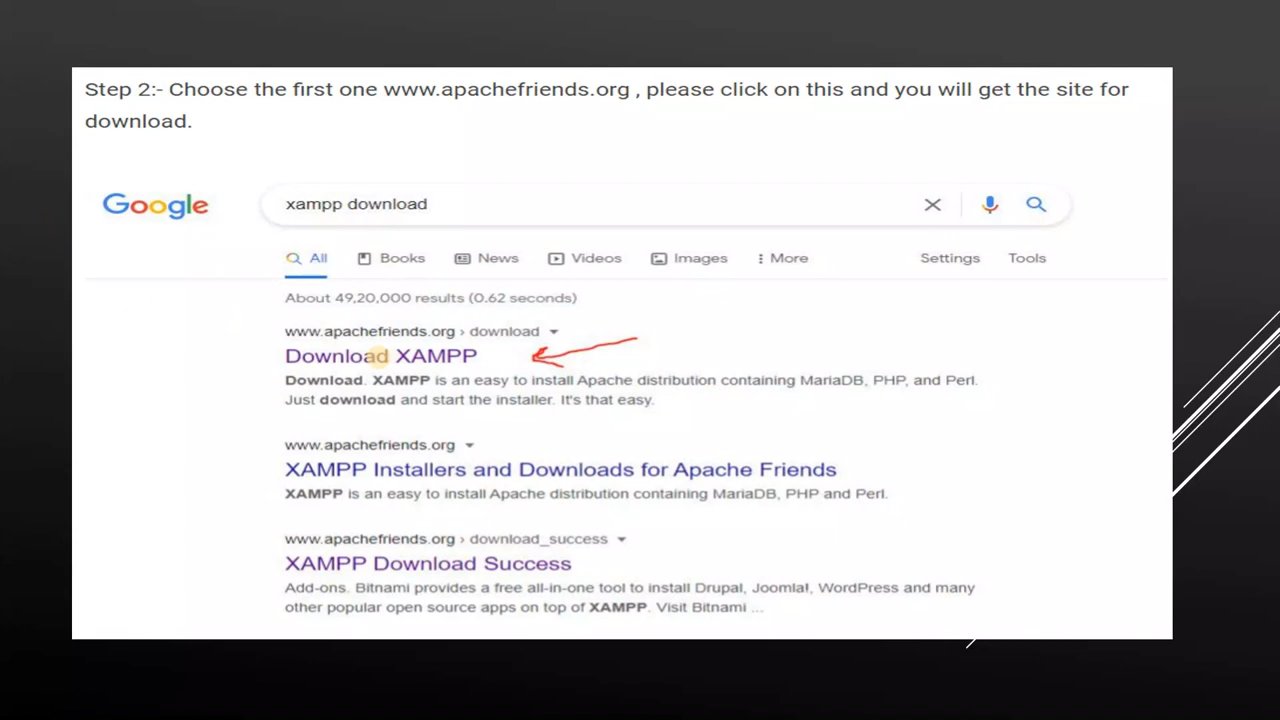 Step 2:- Choose the first one www.apachefriends.org , please click on this and you will get the site for
download.
Google
xampp download
All Books News Videos Images More Settings Tools
About 49,20,000 results (0.62 seconds)
www.apachefriends.org › download
Download XAMPP
Download. XAMPP is an easy to install Apache distribution containing MariaDB, PHP, and Perl.
Just download and start the installer. It's that easy.
www.apachefriends.org
XAMPP Installers and Downloads for Apache Friends
XAMPP is an easy to install Apache distribution containing MariaDB, PHP and Perl.
www.apachefriends.org › download_success
XAMPP Download Success
Add-ons. Bitnami provides a free all-in-one tool to install Drupal, Joomla!, WordPress and many
other popular open source apps on top of XAMPP. Visit Bitnami ...